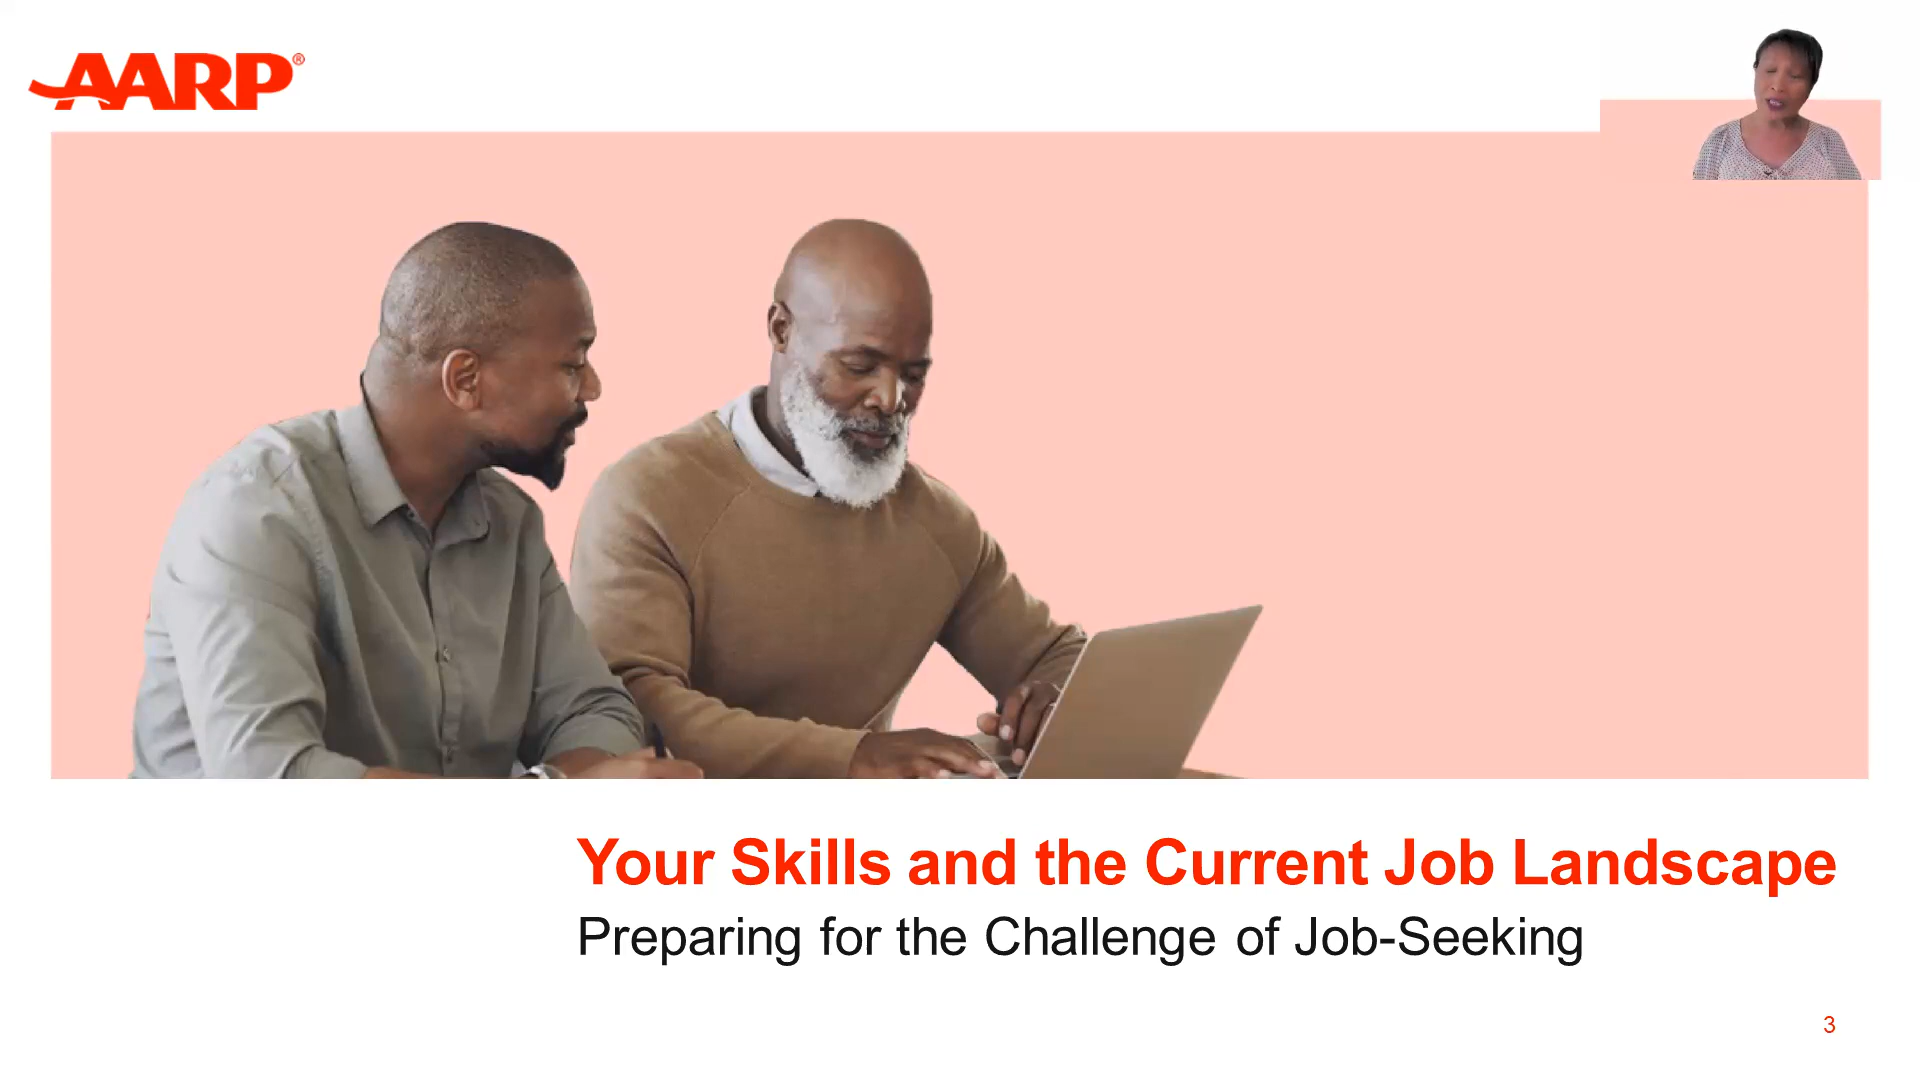 AARP®
Your Skills and the Current Job Landscape
Preparing for the Challenge of Job-Seeking
3